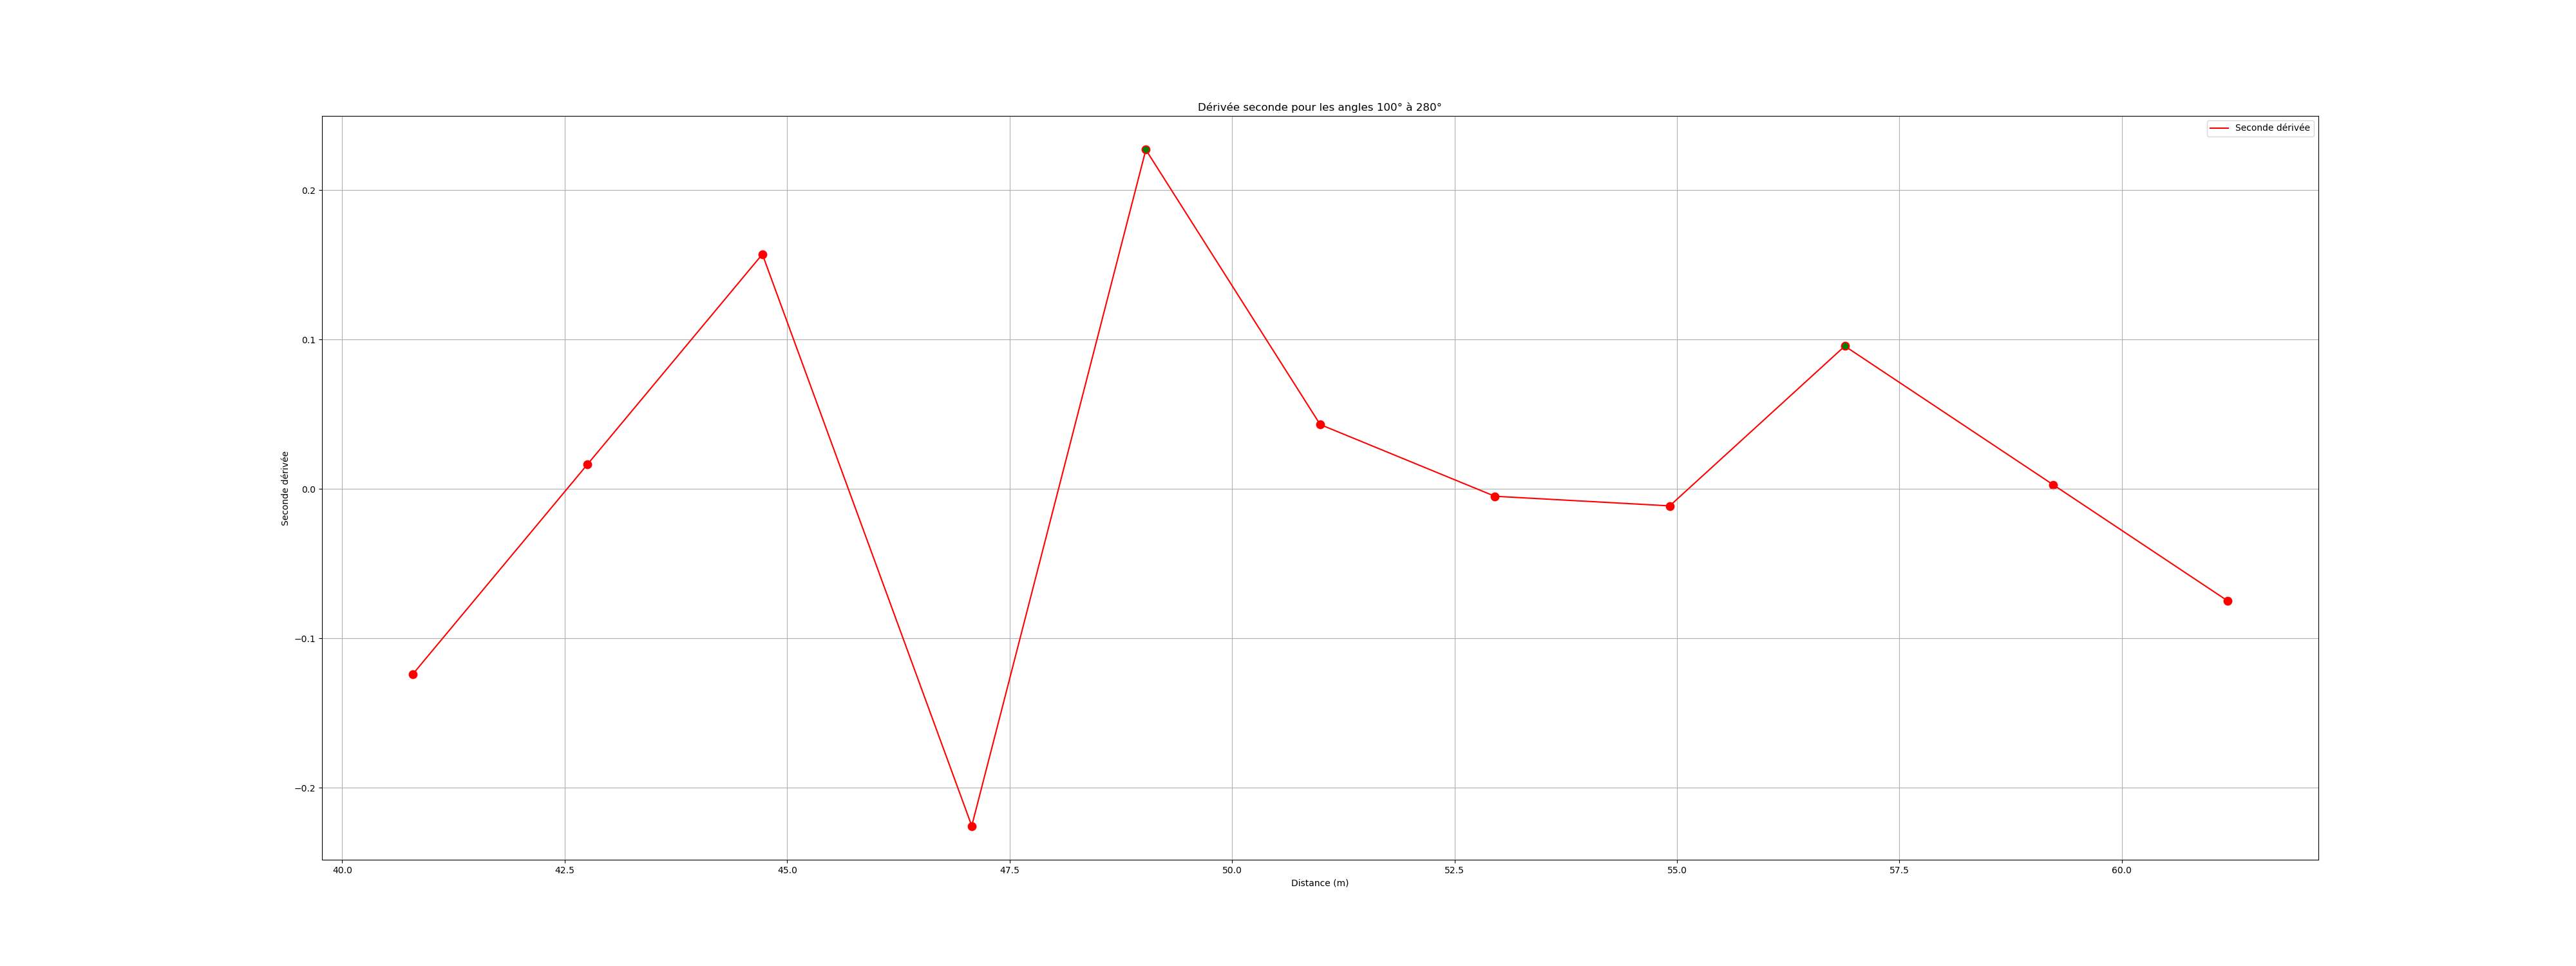 Dérivée seconde pour les angles 100° à 280°
Seconde dérivée
0.2
0.1
0.0
−0.1
−0.2
Seconde dérivée
40.0 42.5 45.0 47.5 50.0 52.5 55.0 57.5 60.0
Distance (m)